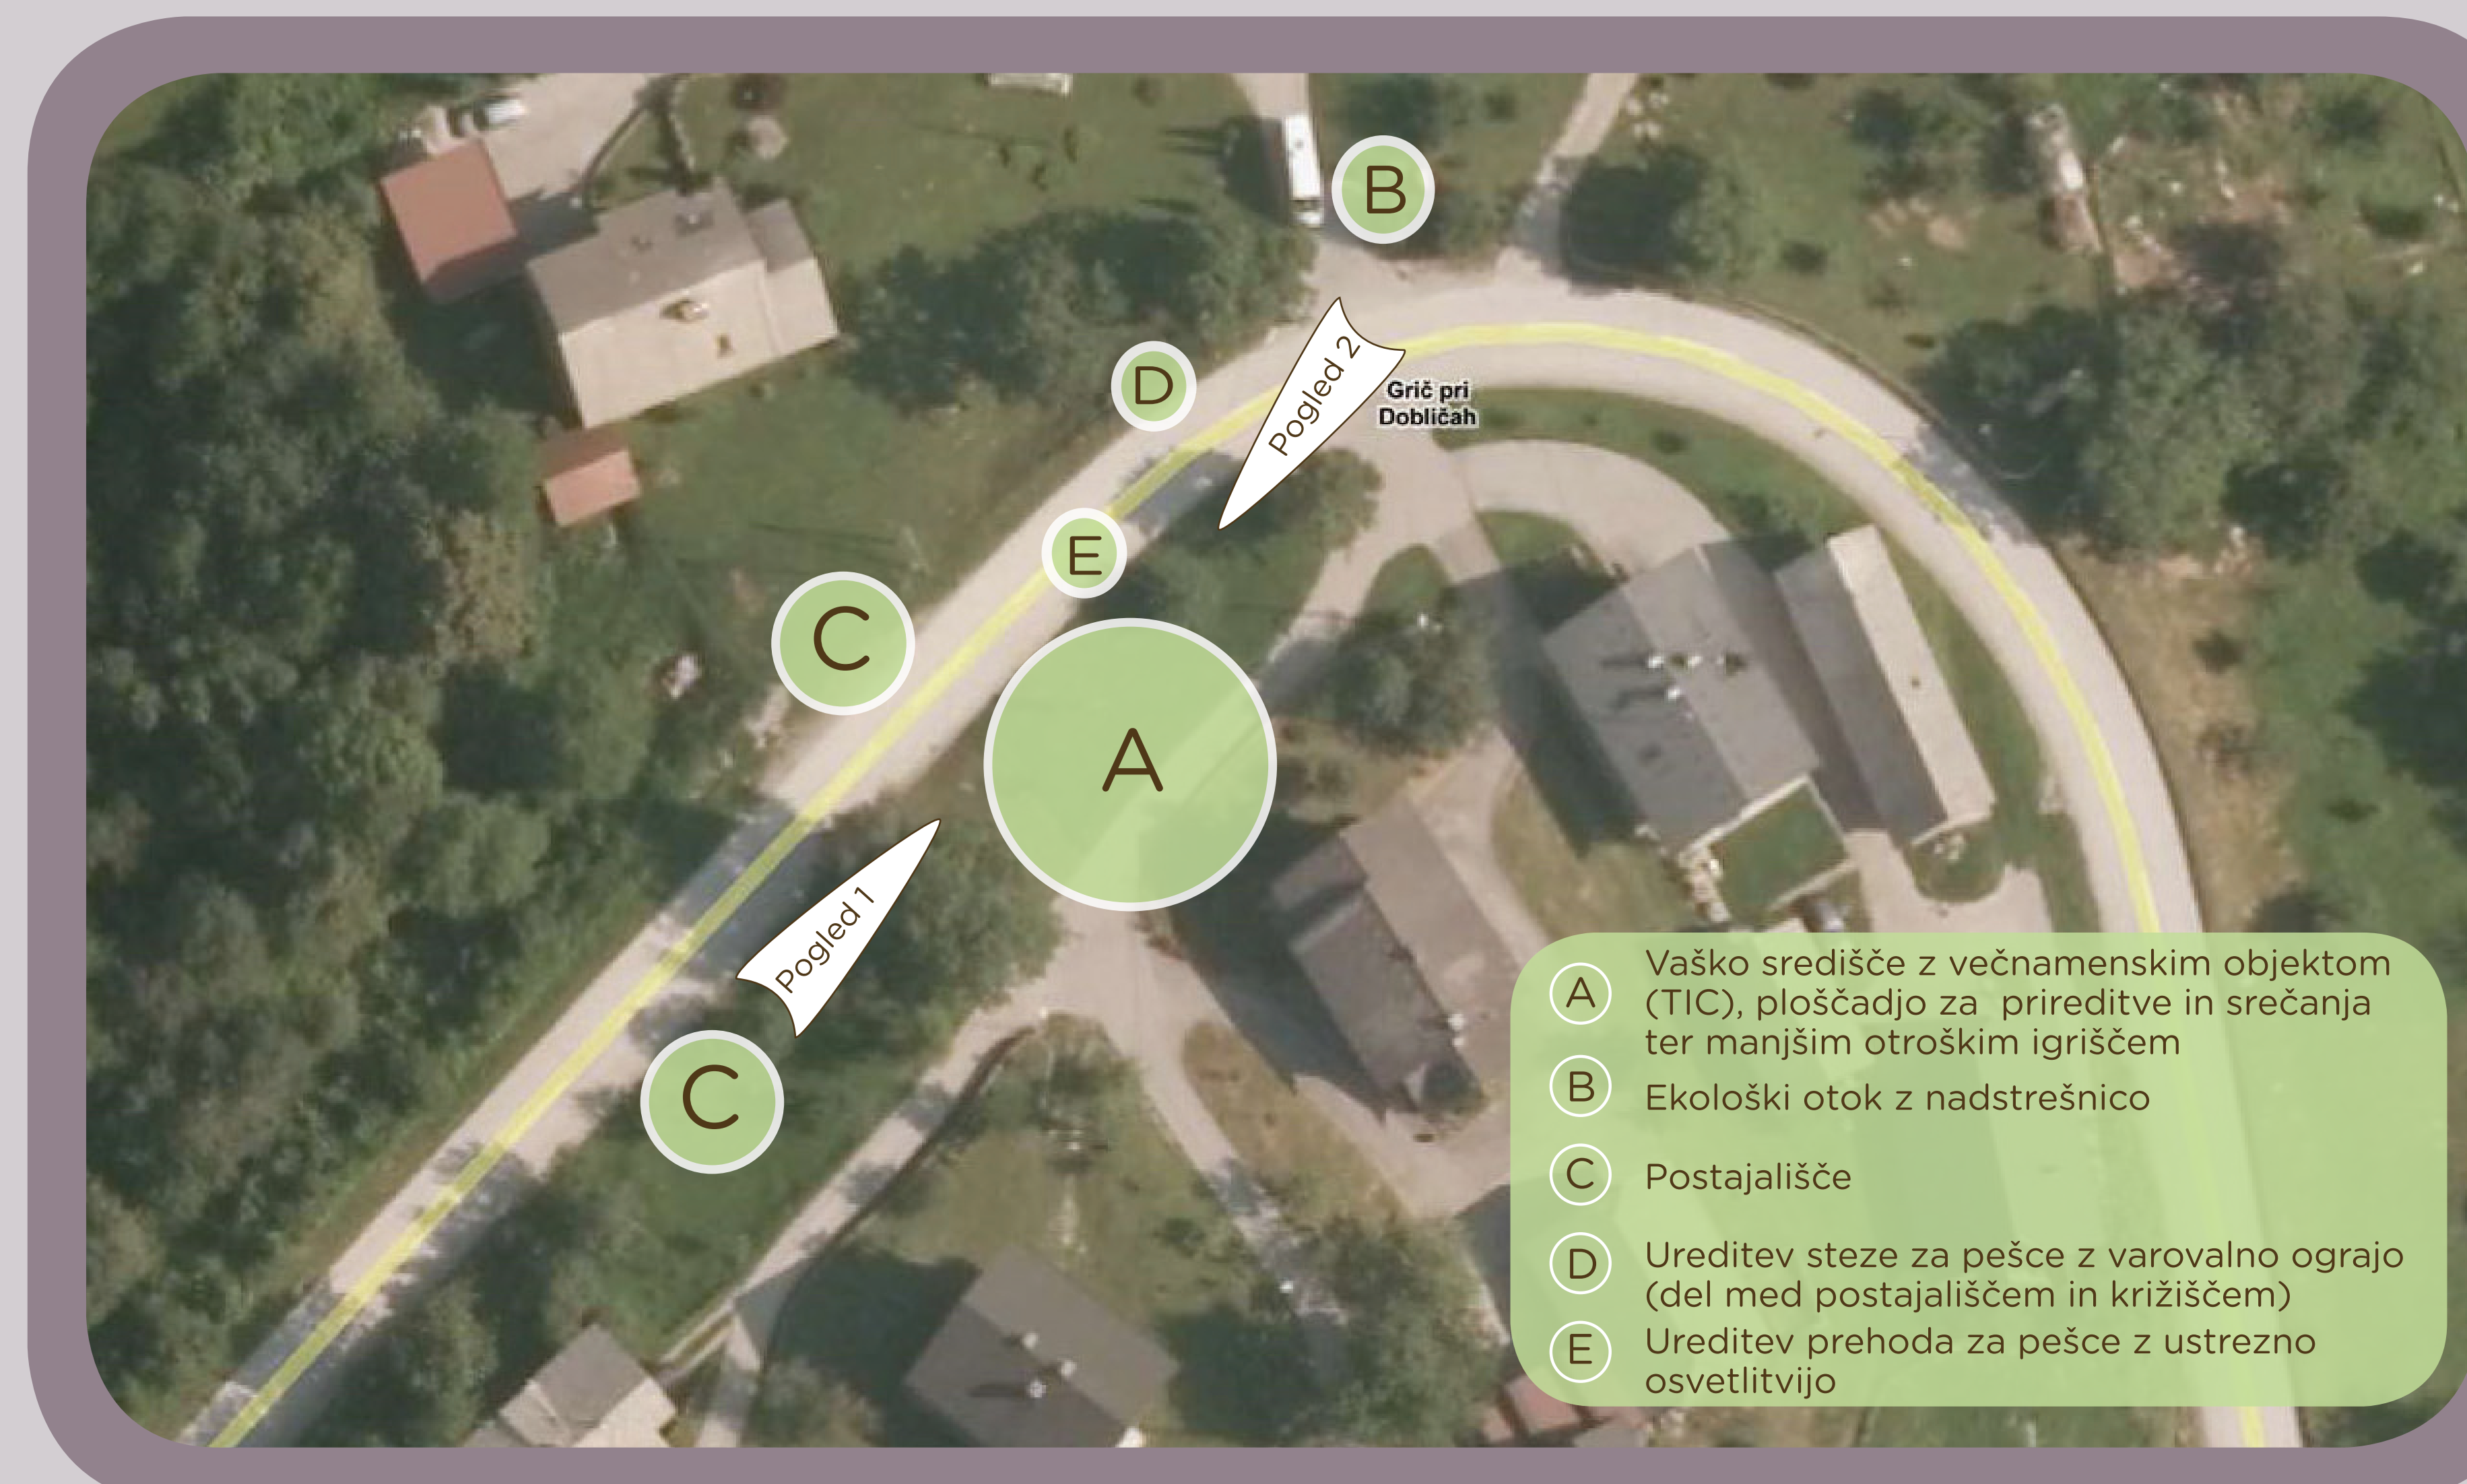 B
Pogled 2
D
Grič pri
Dobličah
E
C
A
Pogled 1
C
A
Vaško središče z večnamenskim objektom
(TIC), ploščadjo za prireditve in srečanja
ter manjšim otroškim igriščem
B
Ekološki otok z nadstrešnico
C
Postajališče
D
Ureditev steze za pešce z varovalno ograjo
(del med postajališčem in križiščem)
E
Ureditev prehoda za pešce z ustrezno
osvetlitvijo